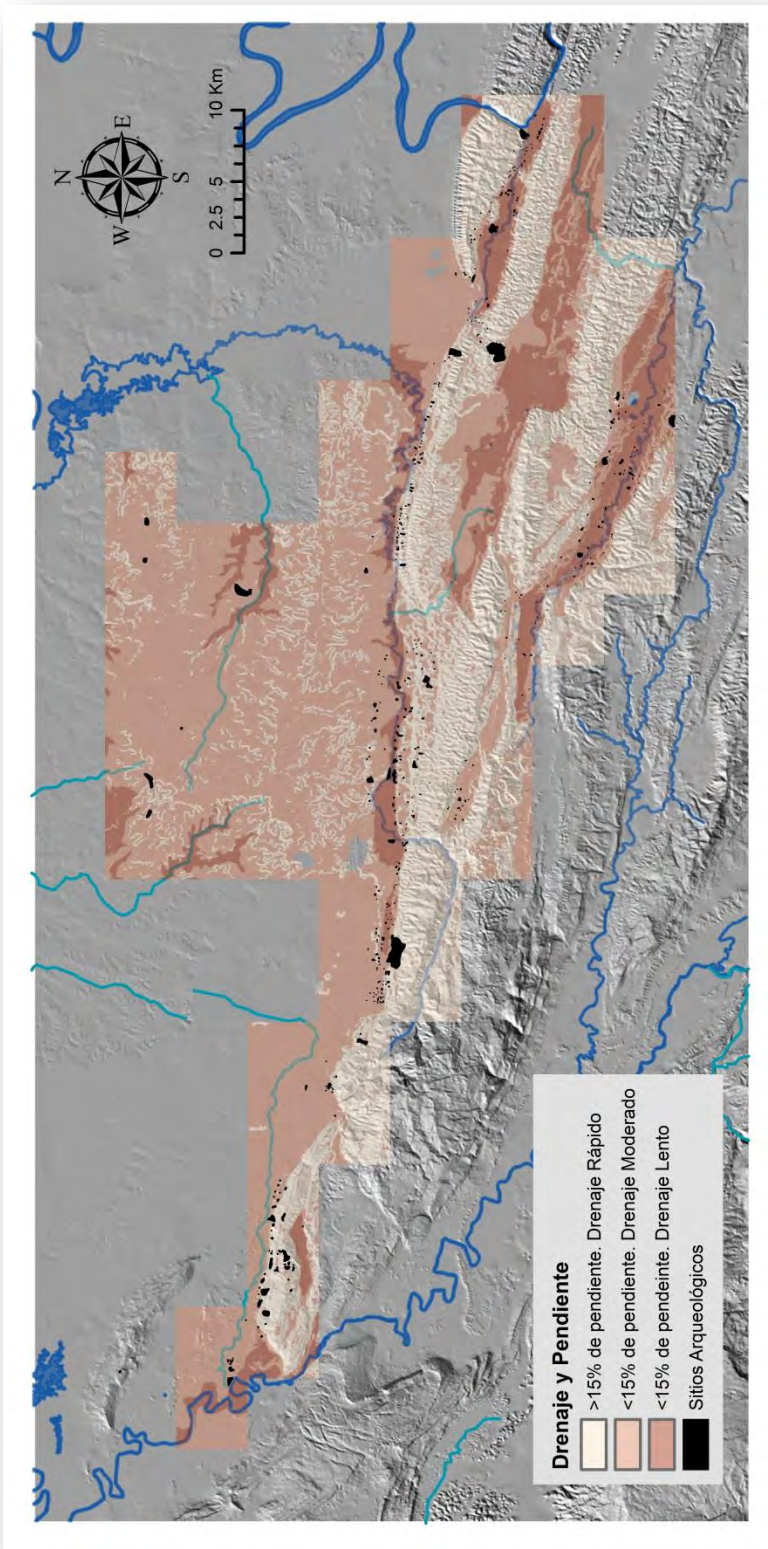 N
W E
S
0 2.5 5 10 Km
Drenaje y Pendiente
>15% de pendiente. Drenaje Rápido
<15% de pendiente. Drenaje Moderado
<15% de pendeinte. Drenaje Lento
Sitios Arqueológicos